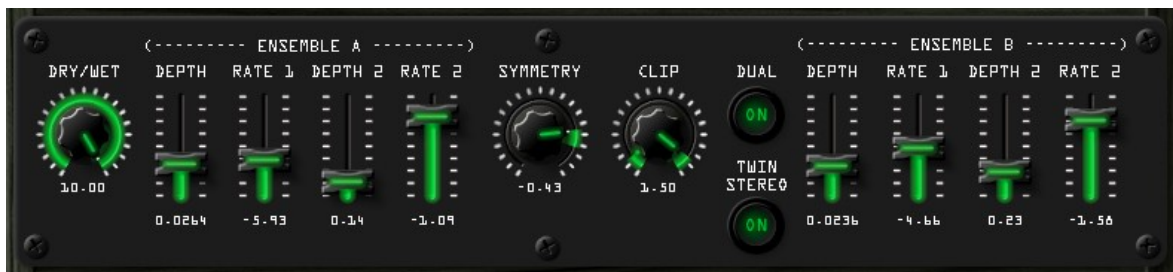 (--------- ENSEMBLE A ---------)
(--------- ENSEMBLE B ---------)
DRY/WET DEPTH RATE 1 DEPTH 2 RATE 2 SYMMETRY CLIP DUAL DEPTH RATE 1 DEPTH 2 RATE 2
ON
TWIN
STEREO
10.00 0.0264 -5.93 0.14 -1.09 -0.43 1.50 0.0236 -4.66 0.23 -1.58
ON